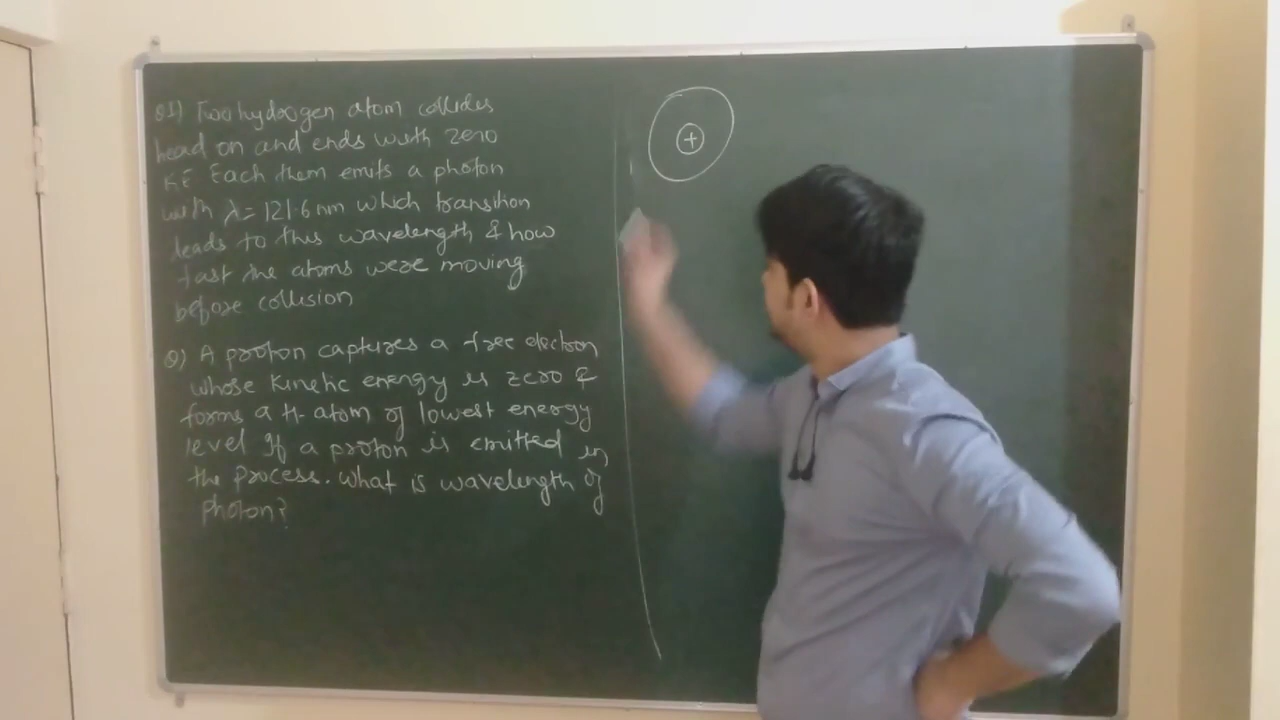 Q1) Two hydrogen atom collides
head on and ends with zero
KE Each them emits a photon
with λ = 121.6 nm which transition
leads to this wavelength & how
fast the atoms were moving
before collision
Q) A proton captures a free electron
whose kinetic energy is zero &
forms a H-atom of lowest energy
level If a proton is emitted in
the process. What is wavelength of
photon?
+